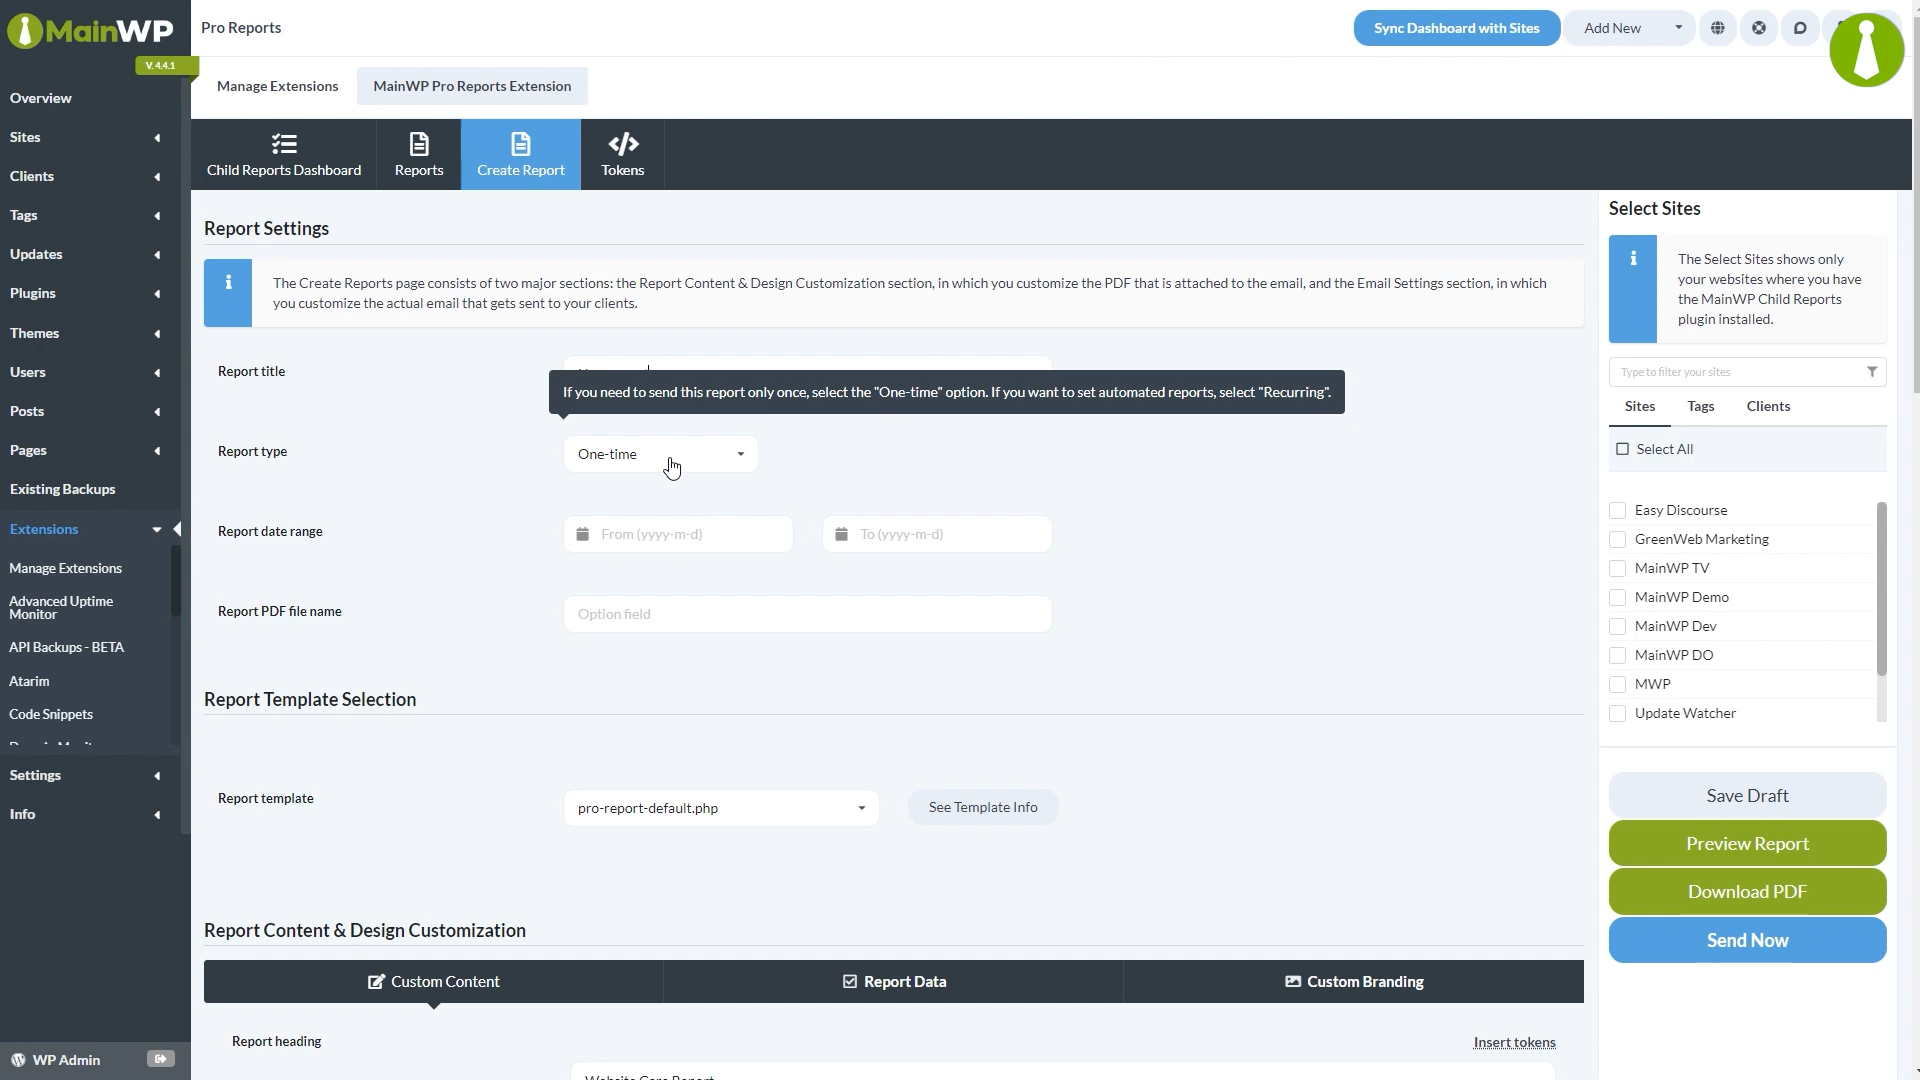 MainWP
V. 4.4.1
Pro Reports
Sync Dashboard with Sites
Add New
Manage Extensions
MainWP Pro Reports Extension
Child Reports Dashboard
Reports
Create Report
Tokens
Overview
Sites
Clients
Tags
Updates
Plugins
Themes
Users
Posts
Pages
Existing Backups
Extensions
Manage Extensions
Advanced Uptime
Monitor
API Backups - BETA
Atarim
Code Snippets
Settings
Info
WP Admin
Report Settings
The Create Reports page consists of two major sections: the Report Content & Design Customization section, in which you customize the PDF that is attached to the email, and the Email Settings section, in which
you customize the actual email that gets sent to your clients.
Report title
If you need to send this report only once, select the "One-time" option. If you want to set automated reports, select "Recurring".
Report type
One-time
Report date range
From (yyyy-m-d)
To (yyyy-m-d)
Report PDF file name
Option field
Report Template Selection
Report template
pro-report-default.php
See Template Info
Report Content & Design Customization
Custom Content
Report Data
Custom Branding
Report heading
Insert tokens
Website Care Report
Select Sites
The Select Sites shows only
your websites where you have
the MainWP Child Reports
plugin installed.
Type to filter your sites
Sites
Tags
Clients
Select All
Easy Discourse
GreenWeb Marketing
MainWP TV
MainWP Demo
MainWP Dev
MainWP DO
MWP
Update Watcher
Save Draft
Preview Report
Download PDF
Send Now